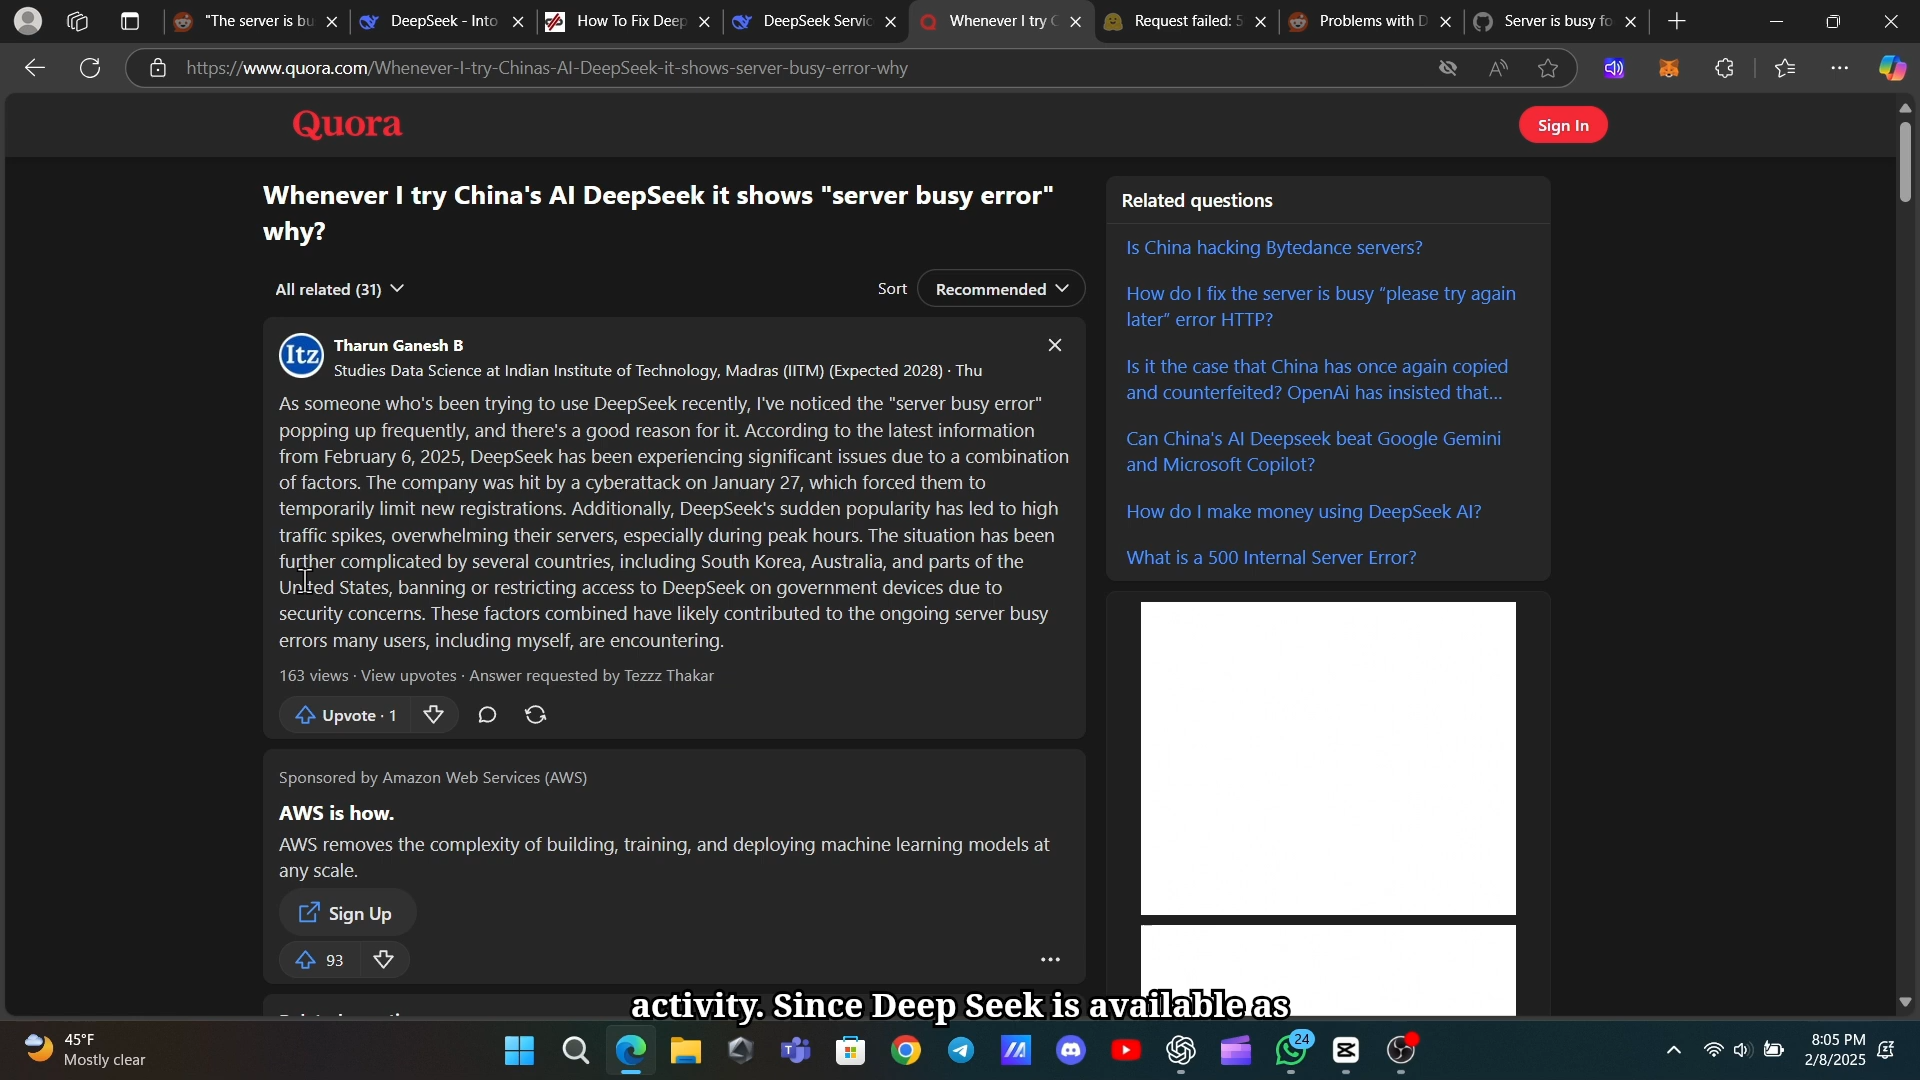 "The server is bu
DeepSeek - Into
How To Fix Deep
DeepSeek Servic
Whenever I try C
Request failed: 5
Problems with D
Server is busy fo
https://www.quora.com/Whenever-I-try-Chinas-AI-DeepSeek-it-shows-server-busy-error-why
Quora
Sign In
Whenever I try China's AI DeepSeek it shows "server busy error"
why?
All related (31)
Sort
Recommended
Itz
Tharun Ganesh B
Studies Data Science at Indian Institute of Technology, Madras (IITM) (Expected 2028) · Thu
As someone who's been trying to use DeepSeek recently, I've noticed the "server busy error"
popping up frequently, and there's a good reason for it. According to the latest information
from February 6, 2025, DeepSeek has been experiencing significant issues due to a combination
of factors. The company was hit by a cyberattack on January 27, which forced them to
temporarily limit new registrations. Additionally, DeepSeek's sudden popularity has led to high
traffic spikes, overwhelming their servers, especially during peak hours. The situation has been
further complicated by several countries, including South Korea, Australia, and parts of the
United States, banning or restricting access to DeepSeek on government devices due to
security concerns. These factors combined have likely contributed to the ongoing server busy
errors many users, including myself, are encountering.
163 views · View upvotes · Answer requested by Tezzz Thakar
Upvote · 1
Sponsored by Amazon Web Services (AWS)
AWS is how.
AWS removes the complexity of building, training, and deploying machine learning models at
any scale.
Sign Up
93
Related questions
Is China hacking Bytedance servers?
How do I fix the server is busy “please try again
later” error HTTP?
Is it the case that China has once again copied
and counterfeited? OpenAi has insisted that...
Can China's AI Deepseek beat Google Gemini
and Microsoft Copilot?
How do I make money using DeepSeek AI?
What is a 500 Internal Server Error?
activity. Since Deep Seek is available as
45°F
Mostly clear
24
8:05 PM
2/8/2025